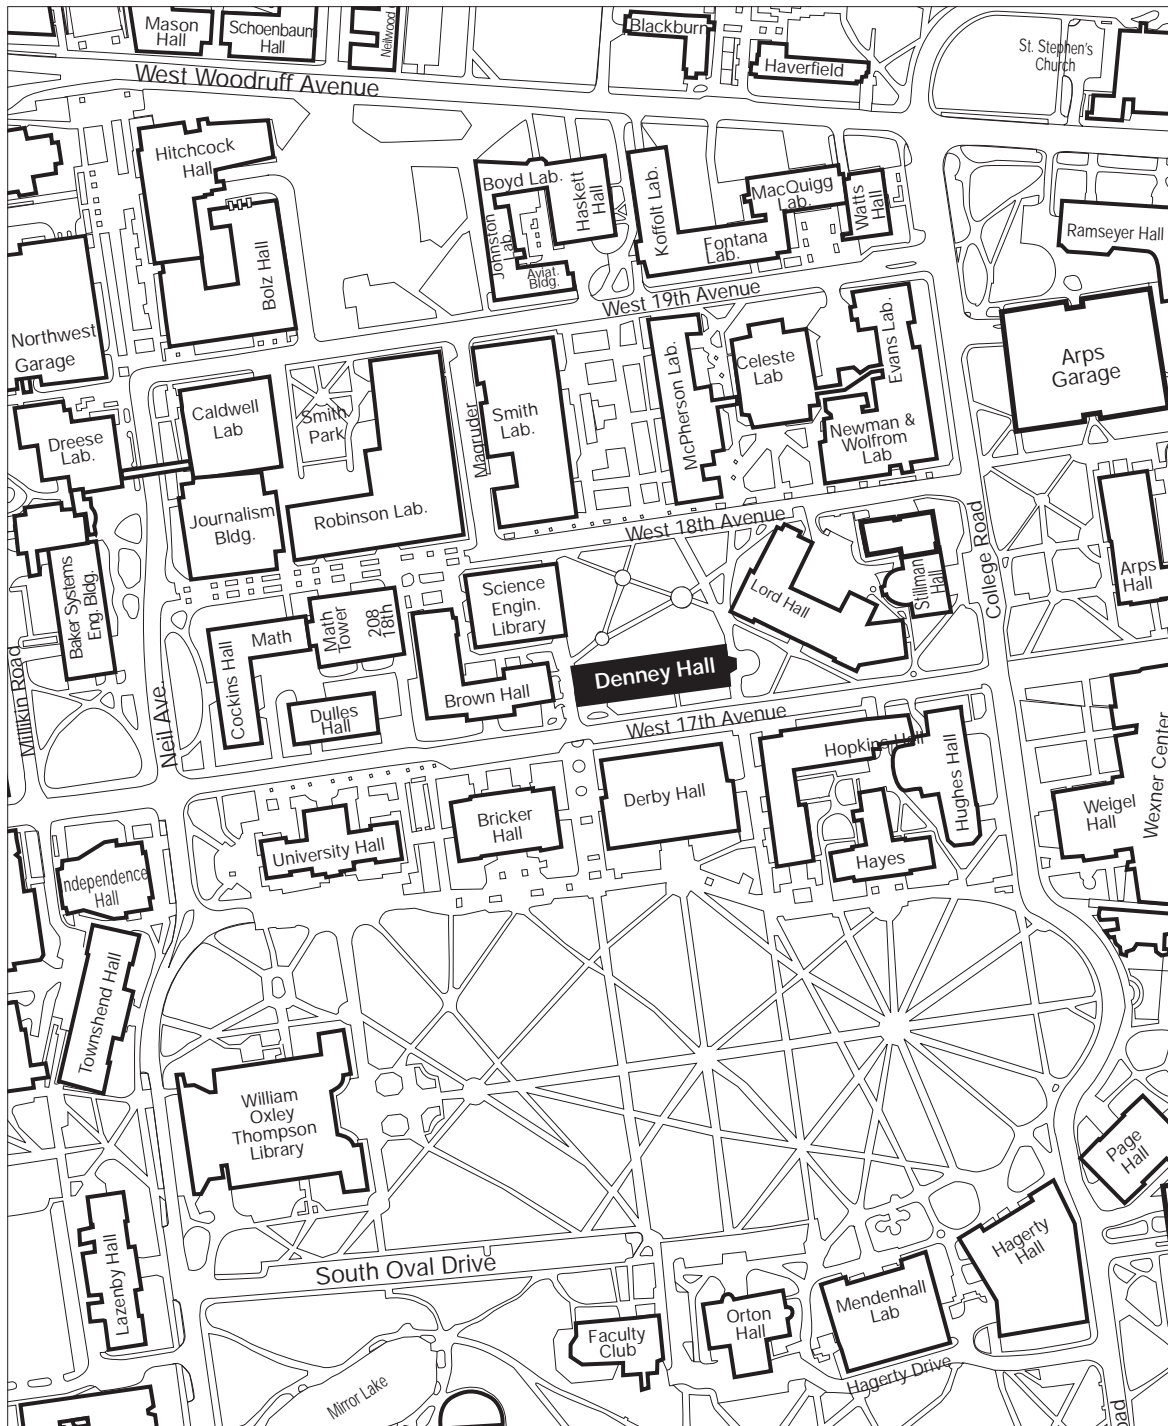 Mason
Hall
Schoenbaum
Hall
Neilwood
Blackburn
Haverfield
St. Stephen's
Church
West Woodruff Avenue
Hitchcock
Hall
Bolz Hall
Boyd Lab.
Haskett
Hall
Johnston
Lab.
Aviat.
Bldg.
Koffolt Lab.
MacQuigg
Lab.
Watts
Hall
Fontana
Lab.
Ramseyer Hall
West 19th Avenue
Northwest
Garage
Caldwell
Lab
Smith
Park
Magruder
Smith
Lab.
McPherson Lab.
Celeste
Lab
Evans Lab.
Newman &
Wolfrom
Lab
Arps
Garage
Dreese
Lab.
Journalism
Bldg.
Robinson Lab.
West 18th Avenue
College Road
Arps
Hall
Baker Systems
Eng. Bldg.
Science
Engin.
Library
Lord Hall
Stillman
Hall
Cockins Hall
Math
Math
Tower
208
18th
Dulles
Hall
Brown Hall
Denney Hall
Millikin Road
Neil Ave.
West 17th Avenue
Hopkins Hall
Hughes Hall
Wexner Center
Weigel
Hall
Derby Hall
Bricker
Hall
University Hall
Hayes
ndependence
Hall
Townshend Hall
William
Oxley
Thompson
Library
Page
Hall
Lazenby Hall
South Oval Drive
Hagerty
Hall
Mendenhall
Lab
Orton
Hall
Faculty
Club
Hagerty Drive
Mirror Lake
oad